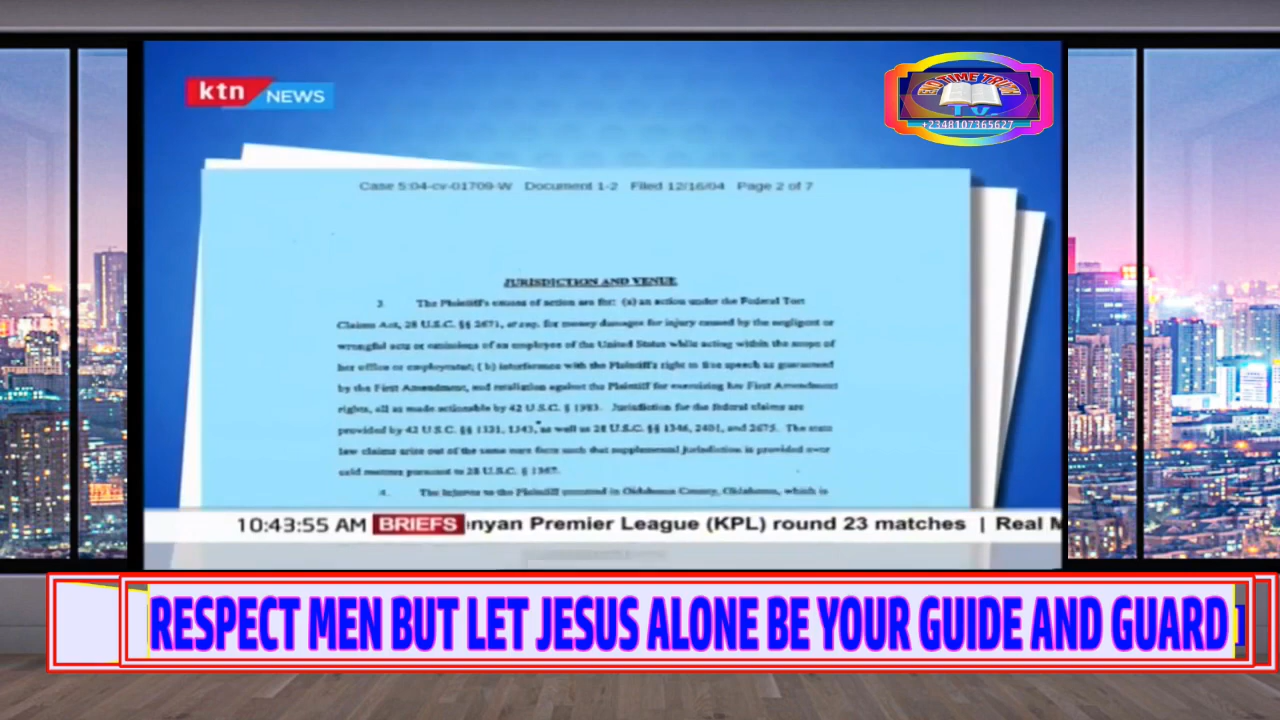 ktn NEWS
END TIME TRUTH
T.V.
+2348107365627
Case 5:04-cv-01709-W Document 1-2 Filed 12/16/04 Page 2 of 7
JURISDICTION AND VENUE
3. The Plaintiff's causes of action are for: (a) an action under the Federal Tort
Claims Act, 28 U.S.C. §§ 2671, et seq. for money damages for injury caused by the negligent or
wrongful acts or omissions of an employee of the United States while acting within the scope of
her office or employment; (b) interference with the Plaintiff's right to free speech as guaranteed
by the First Amendment, and retaliation against the Plaintiff for exercising her First Amendment
rights, all as made actionable by 42 U.S.C. § 1983. Jurisdiction for the federal claims are
provided by 42 U.S.C. §§ 1331, 1343, as well as 28 U.S.C. §§ 1346, 2401, and 2675. The state
law claims arise out of the same core facts such that supplemental jurisdiction is provided over
said matters pursuant to 28 U.S.C. § 1367.
4. The injuries to the Plaintiff occurred in Oklahoma County, Oklahoma, which is
10:43:55 AM BRIEFS nyan Premier League (KPL) round 23 matches | Real M
RESPECT MEN BUT LET JESUS ALONE BE YOUR GUIDE AND GUARD ]